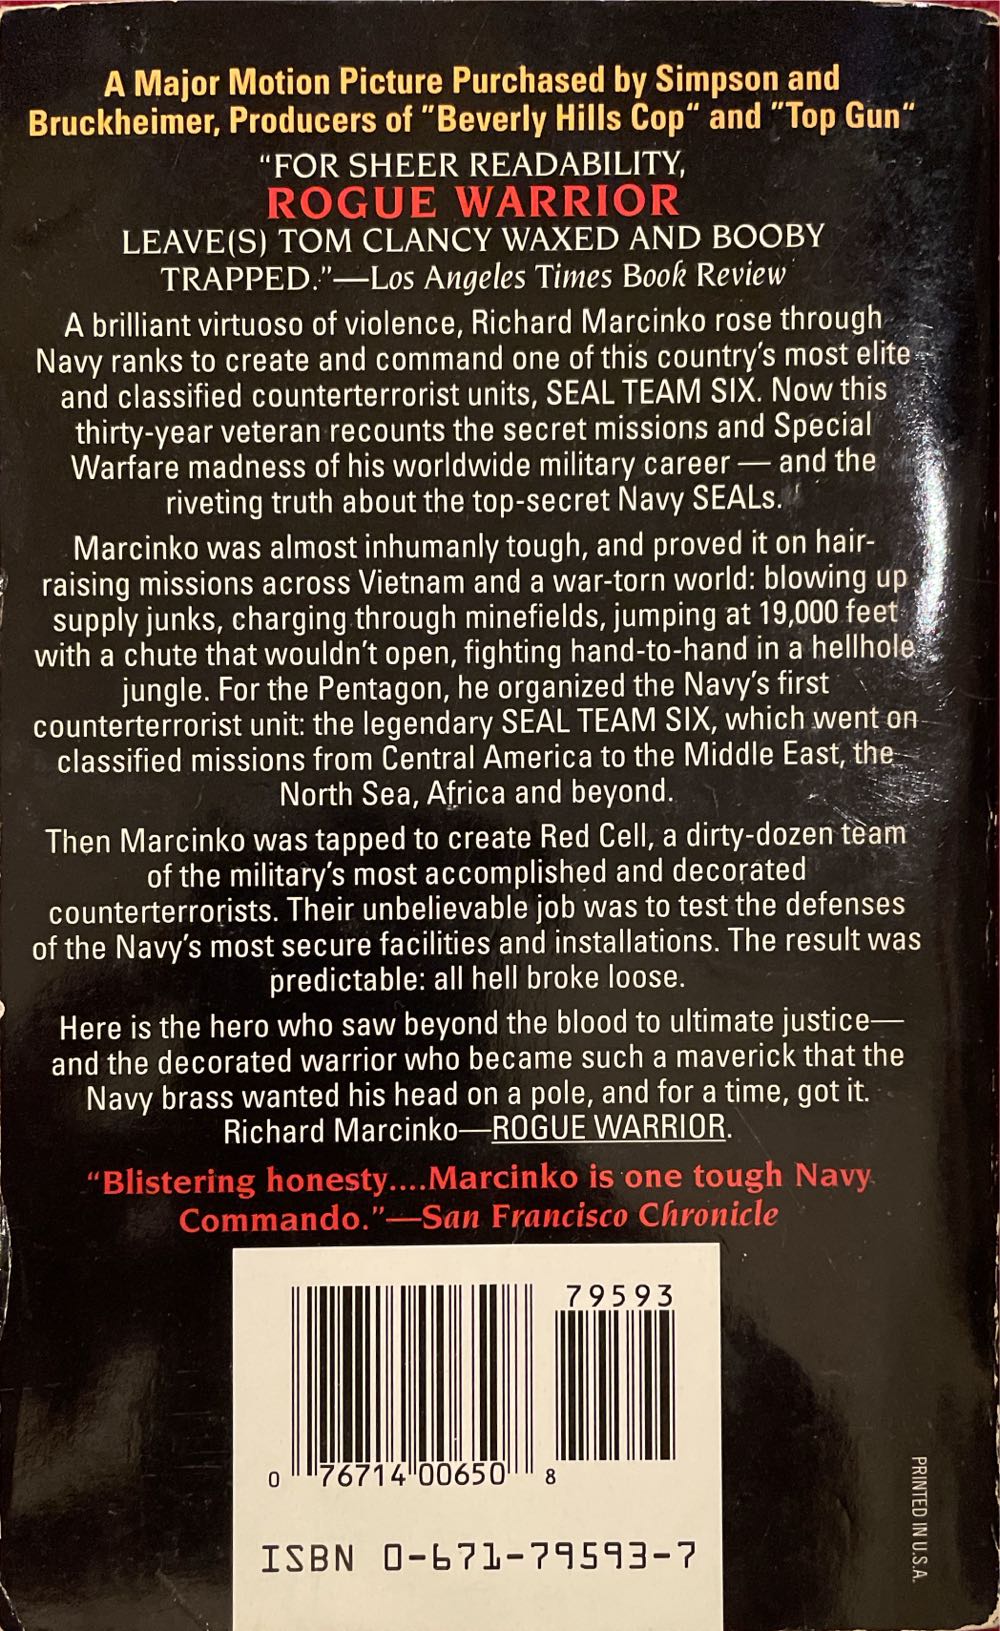 A Major Motion Picture Purchased by Simpson and
Bruckheimer, Producers of "Beverly Hills Cop" and "Top Gun"
"FOR SHEER READABILITY,
ROGUE WARRIOR
LEAVE(S) TOM CLANCY WAXED AND BOOBY
TRAPPED."—Los Angeles Times Book Review
A brilliant virtuoso of violence, Richard Marcinko rose through
Navy ranks to create and command one of this country's most elite
and classified counterterrorist units, SEAL TEAM SIX. Now this
thirty-year veteran recounts the secret missions and Special
Warfare madness of his worldwide military career — and the
riveting truth about the top-secret Navy SEALs.
Marcinko was almost inhumanly tough, and proved it on hair-
raising missions across Vietnam and a war-torn world: blowing up
supply junks, charging through minefields, jumping at 19,000 feet
with a chute that wouldn't open, fighting hand-to-hand in a hellhole
jungle. For the Pentagon, he organized the Navy's first
counterterrorist unit: the legendary SEAL TEAM SIX, which went on
classified missions from Central America to the Middle East, the
North Sea, Africa and beyond.
Then Marcinko was tapped to create Red Cell, a dirty-dozen team
of the military's most accomplished and decorated
counterterrorists. Their unbelievable job was to test the defenses
of the Navy's most secure facilities and installations. The result was
predictable: all hell broke loose.
Here is the hero who saw beyond the blood to ultimate justice—
and the decorated warrior who became such a maverick that the
Navy brass wanted his head on a pole, and for a time, got it.
Richard Marcinko—ROGUE WARRIOR.
"Blistering honesty....Marcinko is one tough Navy
Commando."—San Francisco Chronicle
79593
0 76714 00650 8
ISBN 0-671-79593-7
PRINTED IN U.S.A.